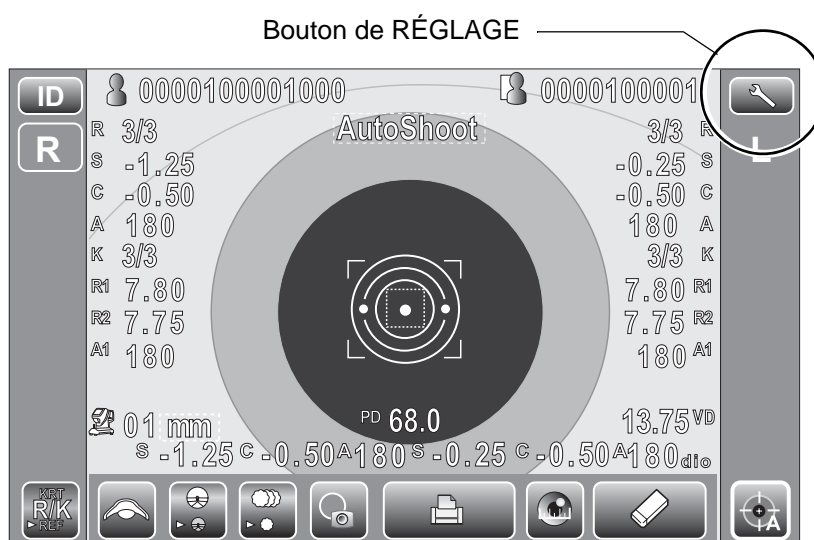 Bouton de RÉGLAGE
ID 00001000001000 0000100001
R AutoShoot L
R 3/3 3/3 R
S -1.25 -0.25 S
C -0.50 -0.50 C
A 180 180 A
K 3/3 3/3 K
R1 7.80 7.80 R1
R2 7.75 7.75 R2
A1 180 180 A1
01 mm PD 68.0 13.75 VD
S -1.25 C -0.50 A 180 S -0.25 C -0.50 A 180 dio
KRT
R/K
►REF
A